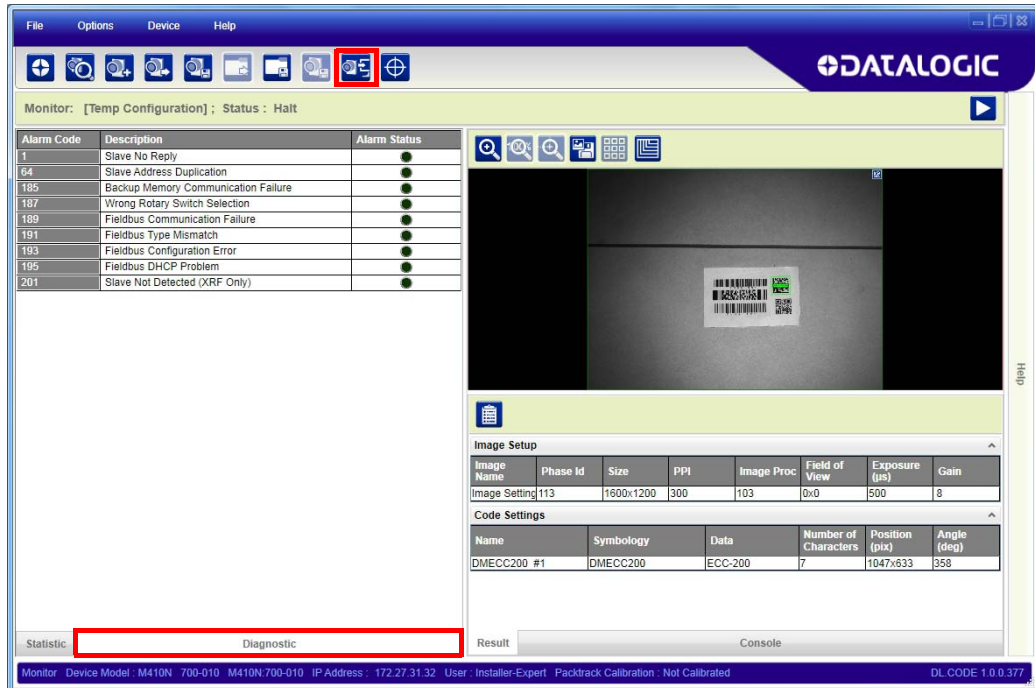 File Options Device Help
DATALOGIC
Monitor: [Temp Configuration] ; Status : Halt
Alarm Code Description Alarm Status
1 Slave No Reply
64 Slave Address Duplication
185 Backup Memory Communication Failure
187 Wrong Rotary Switch Selection
189 Fieldbus Communication Failure
191 Fieldbus Type Mismatch
193 Fieldbus Configuration Error
195 Fieldbus DHCP Problem
201 Slave Not Detected (XRF Only)
Help
Image Setup
Image Name Phase Id Size PPI Image Proc Field of View Exposure (µs) Gain
Image Setting 113 1600x1200 300 103 0x0 500 8
Code Settings
Name Symbology Data Number of Characters Position (pix) Angle (deg)
DMECC200 #1 DMECC200 ECC-200 7 1047x633 358
Statistic Diagnostic Result Console
Monitor Device Model : M410N 700-010 M410N:700-010 IP Address : 172.27.31.32 User : Installer-Expert Packtrack Calibration : Not Calibrated DL.CODE 1.0.0.377